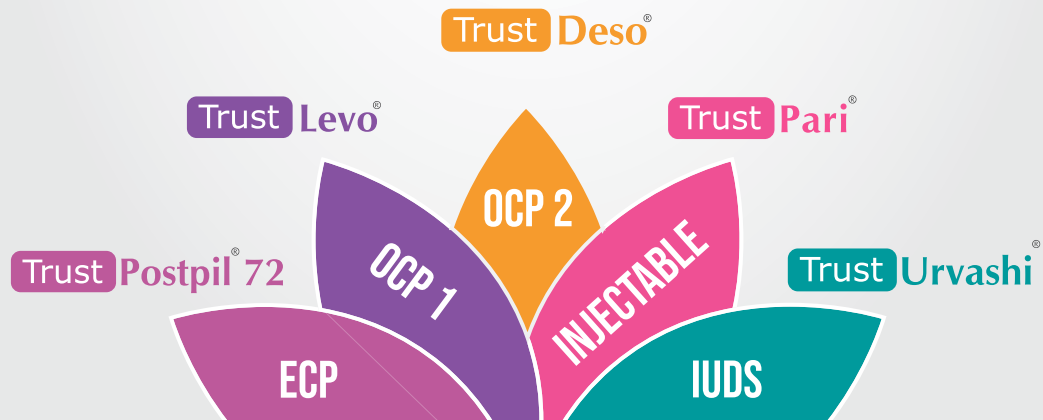 Trust Deso®
Trust Levo®
Trust Pari®
Trust Postpil® 72
Trust Urvashi®
OCP 2
OCP 1
INJECTABLE
ECP
IUDS